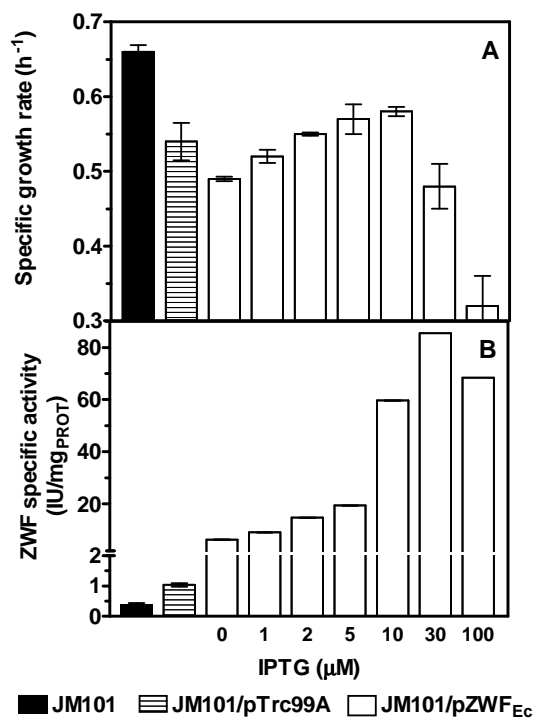 A
Specific growth rate (h-1)
0.7
0.6
0.5
0.4
0.3
B
ZWF specific activity
(IU/mgPROT)
80
60
40
20
2
1
0
0 1 2 5 10 30 100
IPTG (µM)
JM101 JM101/pTrc99A JM101/pZWFEc